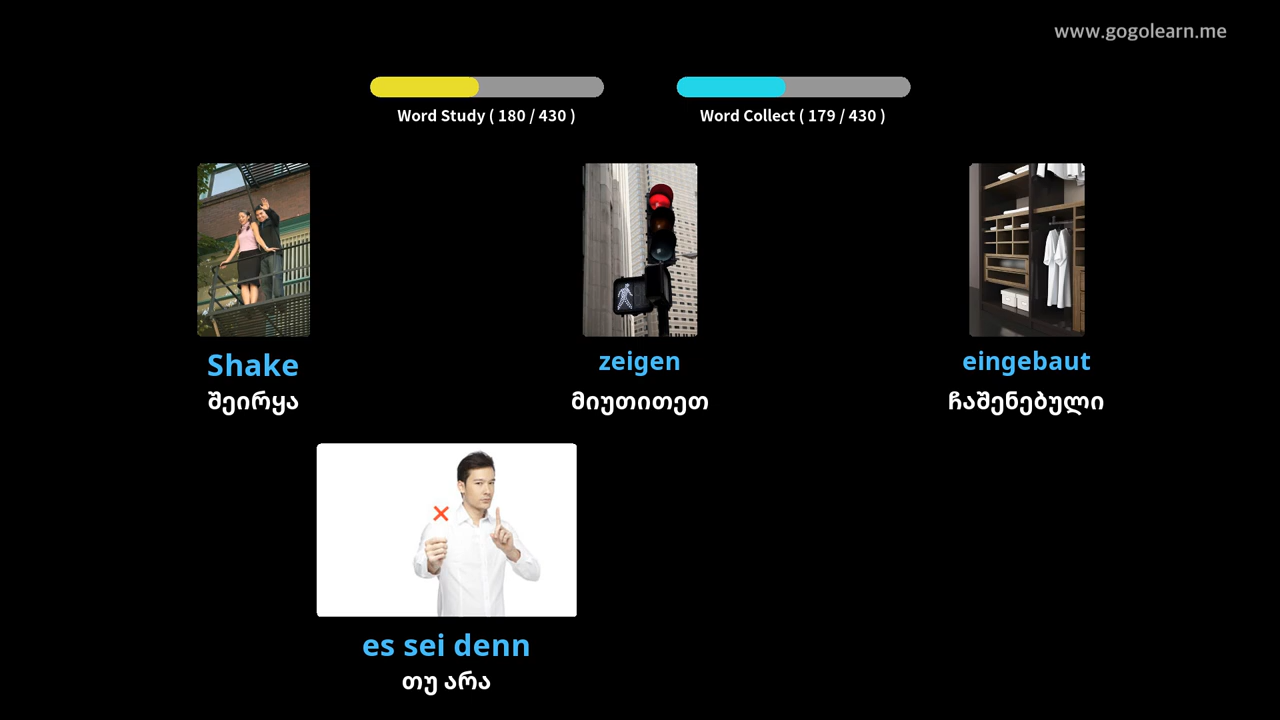 www.gogolearn.me
Word Study ( 180 / 430 )
Word Collect ( 179 / 430 )
Shake
შეირყა
zeigen
მიუთითეთ
eingebaut
ჩაშენებული
es sei denn
თუ არა